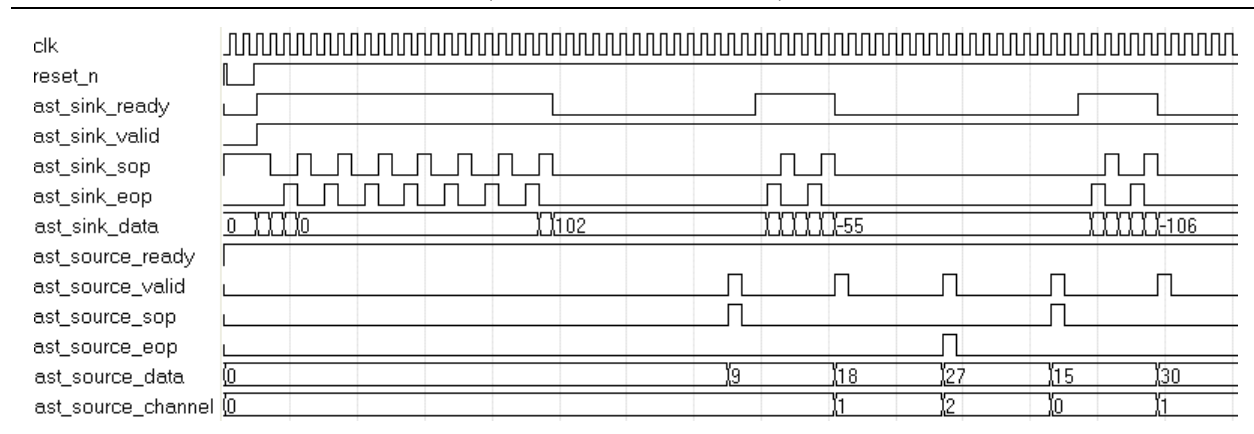 clk
reset_n
ast_sink_ready
ast_sink_valid
ast_sink_sop
ast_sink_eop
ast_sink_data 0 0 102 -55 -106
ast_source_ready
ast_source_valid
ast_source_sop
ast_source_eop
ast_source_data 0 9 18 27 15 30
ast_source_channel 0 1 2 0 1